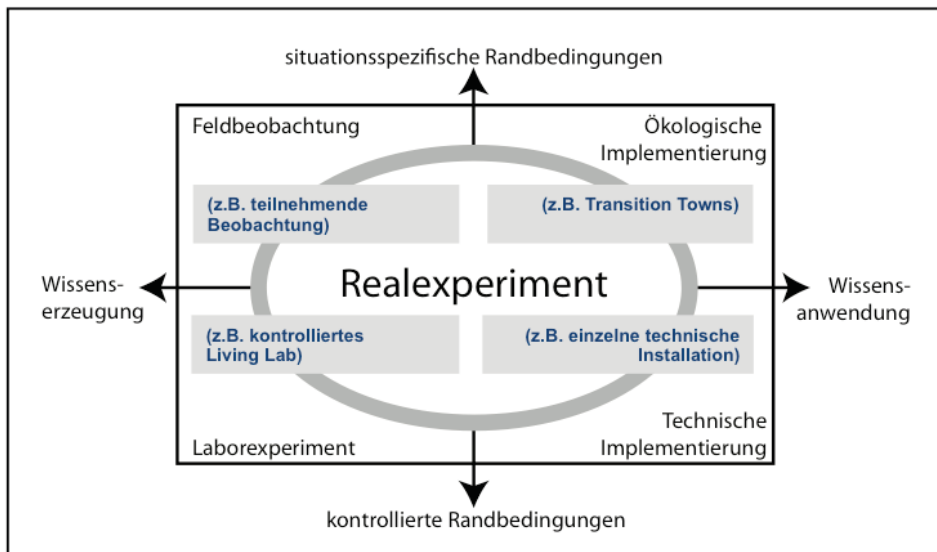 situationsspezifische Randbedingungen
Feldbeobachtung
Ökologische
Implementierung
(z.B. teilnehmende
Beobachtung)
(z.B. Transition Towns)
Wissens-
erzeugung
Realexperiment
Wissens-
anwendung
(z.B. kontrolliertes
Living Lab)
(z.B. einzelne technische
Installation)
Laborexperiment
Technische
Implementierung
kontrollierte Randbedingungen